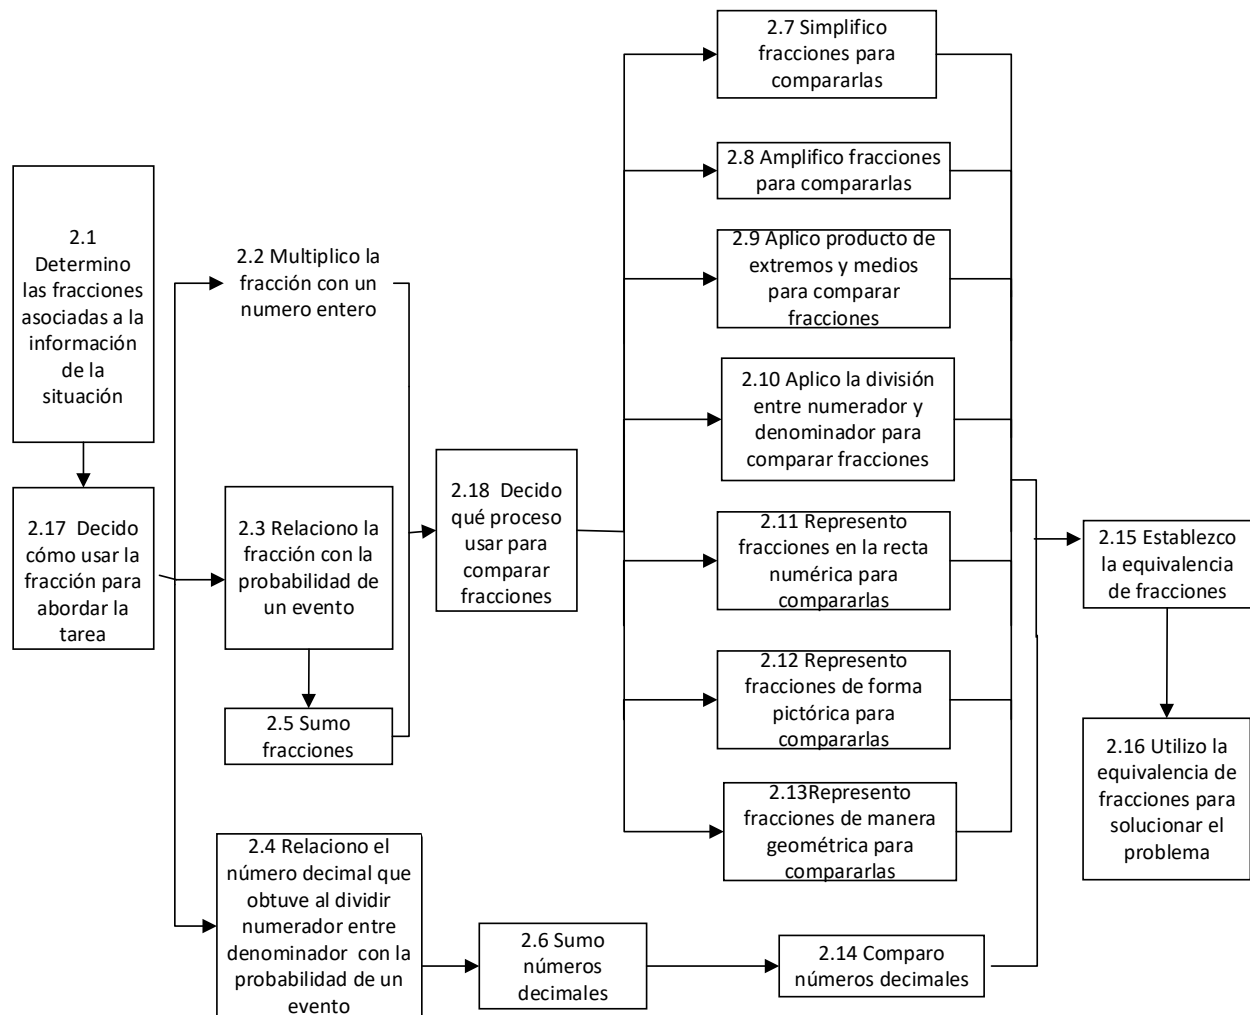 2.1
Determino
las fracciones
asociadas a la
información
de la
situación
2.17 Decido
cómo usar la
fracción para
abordar la
tarea
2.2 Multiplico la
fracción con un
numero entero
2.3 Relaciono la
fracción con la
probabilidad de
un evento
2.5 Sumo
fracciones
2.4 Relaciono el
número decimal que
obtuve al dividir
numerador entre
denominador con la
probabilidad de un
evento
2.18 Decido
qué proceso
usar para
comparar
fracciones
2.6 Sumo
números
decimales
2.7 Simplifico
fracciones para
compararlas
2.8 Amplifico fracciones
para compararlas
2.9 Aplico producto de
extremos y medios
para comparar
fracciones
2.10 Aplico la división
entre numerador y
denominador para
comparar fracciones
2.11 Represento
fracciones en la recta
numérica para
compararlas
2.12 Represento
fracciones de forma
pictórica para
compararlas
2.13Represento
fracciones de manera
geométrica para
compararlas
2.14 Comparo
números decimales
2.15 Establezco
la equivalencia
de fracciones
2.16 Utilizo la
equivalencia de
fracciones para
solucionar el
problema